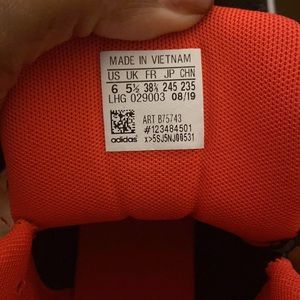 MADE IN VIETNAM
US UK FR JP CHN
6 5½ 38⅔ 245 235
LHG 029003 08/19
ART B75743
#123484501
adidas x>5SJ5NJ08531